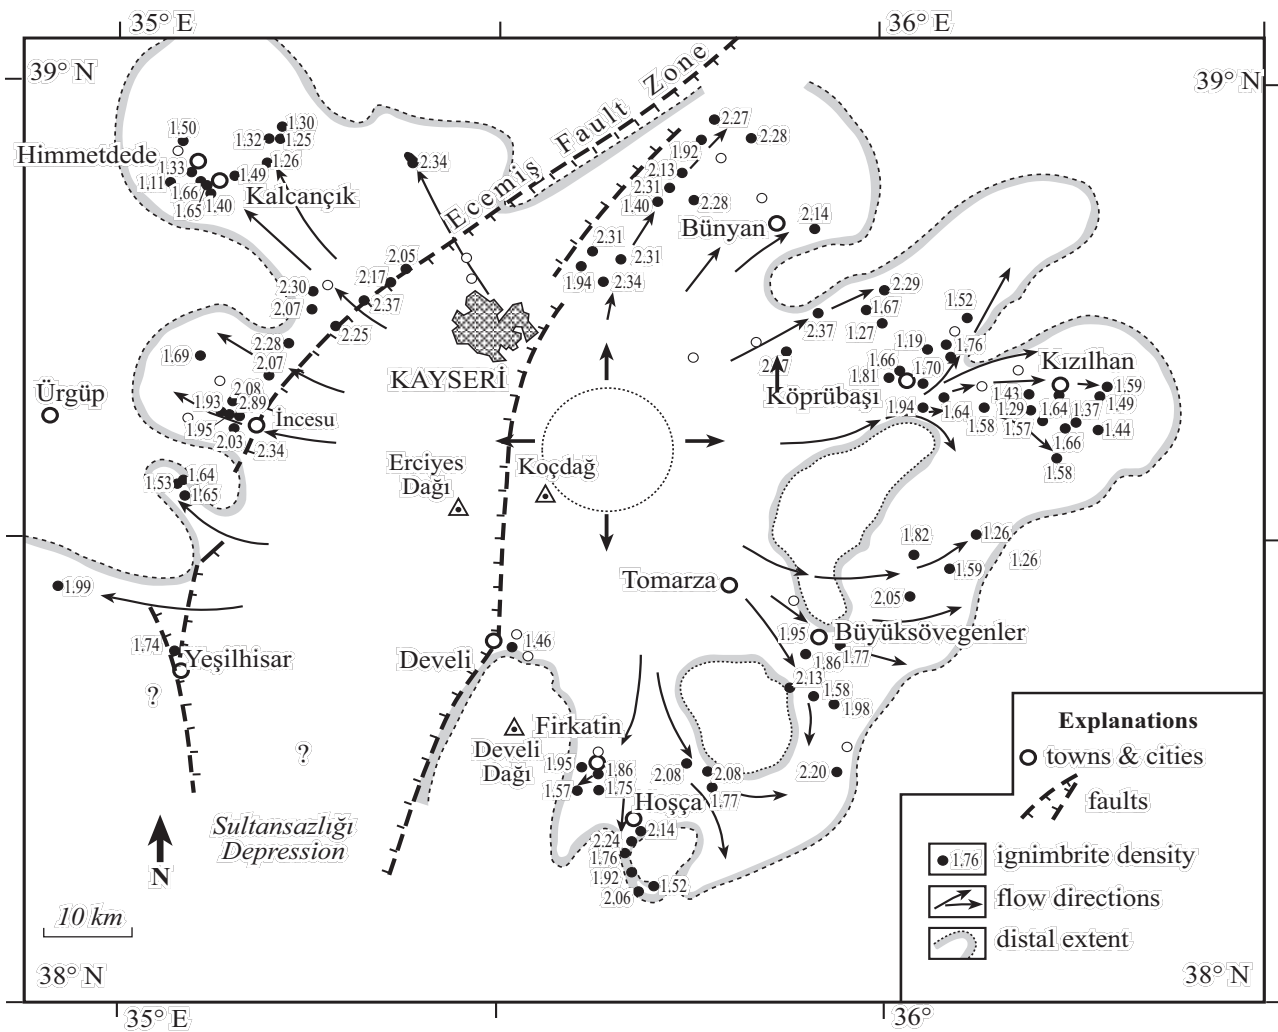 35° E
36° E
39° N
39° N
Ecemiş Fault Zone
2.27
2.28
1.50
1.30
1.32
1.25
Himmetdede
1.33
1.26
1.11
1.49
1.66
1.65
1.40
Kalcançık
2.34
1.92
2.13
2.31
1.40
2.28
Bünyan
2.14
2.31
2.31
1.94
2.34
2.05
2.17
2.30
2.07
2.37
2.25
2.29
1.67
2.37
1.27
1.52
1.69
2.28
2.07
KAYSERİ
1.19
1.76
1.66
1.70
1.81
Kızılhan
Köprübaşı
Ürgüp
2.08
1.93
2.89
İncesu
1.95
2.03
2.34
1.94
1.64
1.43
1.59
1.49
1.58
1.29
1.64
1.37
1.57
1.44
1.66
1.58
Erciyes
Dağı
Koçdağ
1.64
1.53
1.65
1.82
1.26
1.26
1.59
2.05
1.99
Tomarza
1.74
Yeşilhisar
?
?
Develi
1.46
1.95
Büyüksövegenler
1.86
1.77
2.13
1.58
1.98
2.20
Firkatin
Develi
Dağı
1.95
1.86
1.57
1.75
2.08
2.08
1.77
Hoşça
2.14
2.24
1.76
1.92
2.06
1.52
Sultansazlığı
Depression
N
10 km
Explanations
towns & cities
faults
1.76
ignimbrite density
flow directions
distal extent
38° N
38° N
35° E
36°